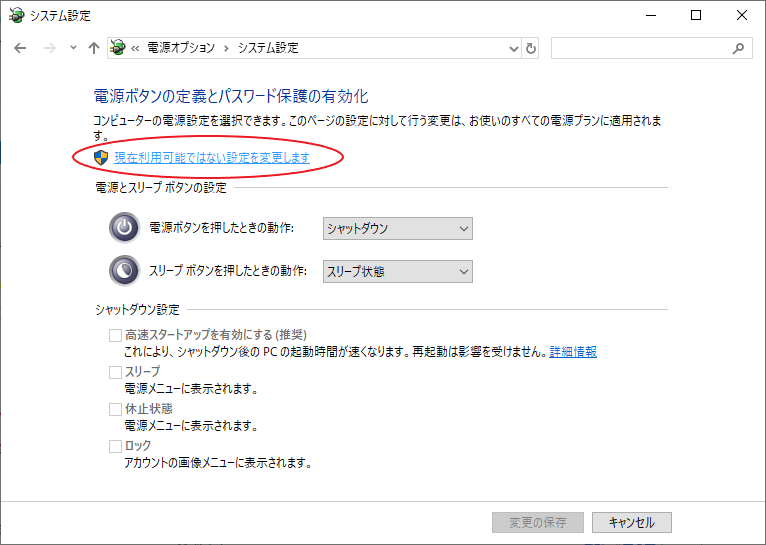 システム設定
« 電源オプション › システム設定
電源ボタンの定義とパスワード保護の有効化
コンピューターの電源設定を選択できます。このページの設定に対して行う変更は、お使いのすべての電源プランに適用されま
す。
現在利用可能ではない設定を変更します
電源とスリープ ボタンの設定
電源ボタンを押したときの動作: シャットダウン
スリープ ボタンを押したときの動作: スリープ状態
シャットダウン設定
高速スタートアップを有効にする (推奨)
これにより、シャットダウン後の PC の起動時間が速くなります。再起動は影響を受けません。詳細情報
スリープ
電源メニューに表示されます。
休止状態
電源メニューに表示されます。
ロック
アカウントの画像メニューに表示されます。
変更の保存 キャンセル